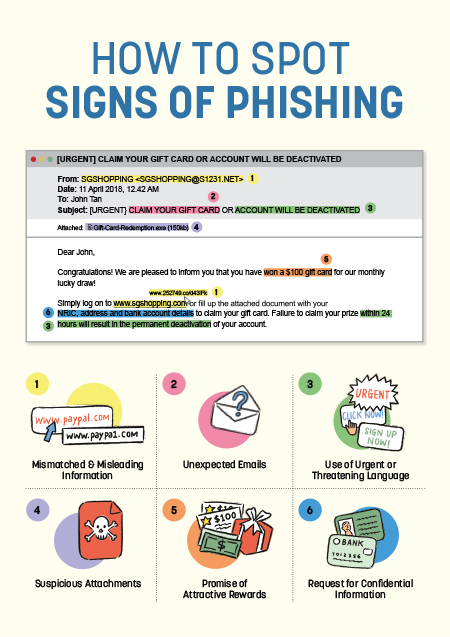 HOW TO SPOT
SIGNS OF PHISHING
[URGENT] CLAIM YOUR GIFT CARD OR ACCOUNT WILL BE DEACTIVATED
From: SGSHOPPING <SGSHOPPING@S1231.NET> 1
Date: 11 April 2018, 12.42 AM
To: John Tan 2
Subject: [URGENT] CLAIM YOUR GIFT CARD OR ACCOUNT WILL BE DEACTIVATED 3
Attached: Gift-Card-Redemption.exe (150kb) 4
Dear John,
5
Congratulations! We are pleased to inform you that you have won a $100 gift card for our monthly
lucky draw!
1
Simply log on to www.sgshopping.com or fill up the attached document with your
6 NRIC, address and bank account details to claim your gift card. Failure to claim your prize within 24
3 hours will result in the permanent deactivation of your account.
1
www.paypal.com
www.paypa1.com
Mismatched & Misleading
Information
2
?
Unexpected Emails
3
URGENT
CLICK NOW!
SIGN UP
NOW!
Use of Urgent or
Threatening Language
4
Suspicious Attachments
5
$100
$
Promise of
Attractive Rewards
6
BANK
Request for Confidential
Information